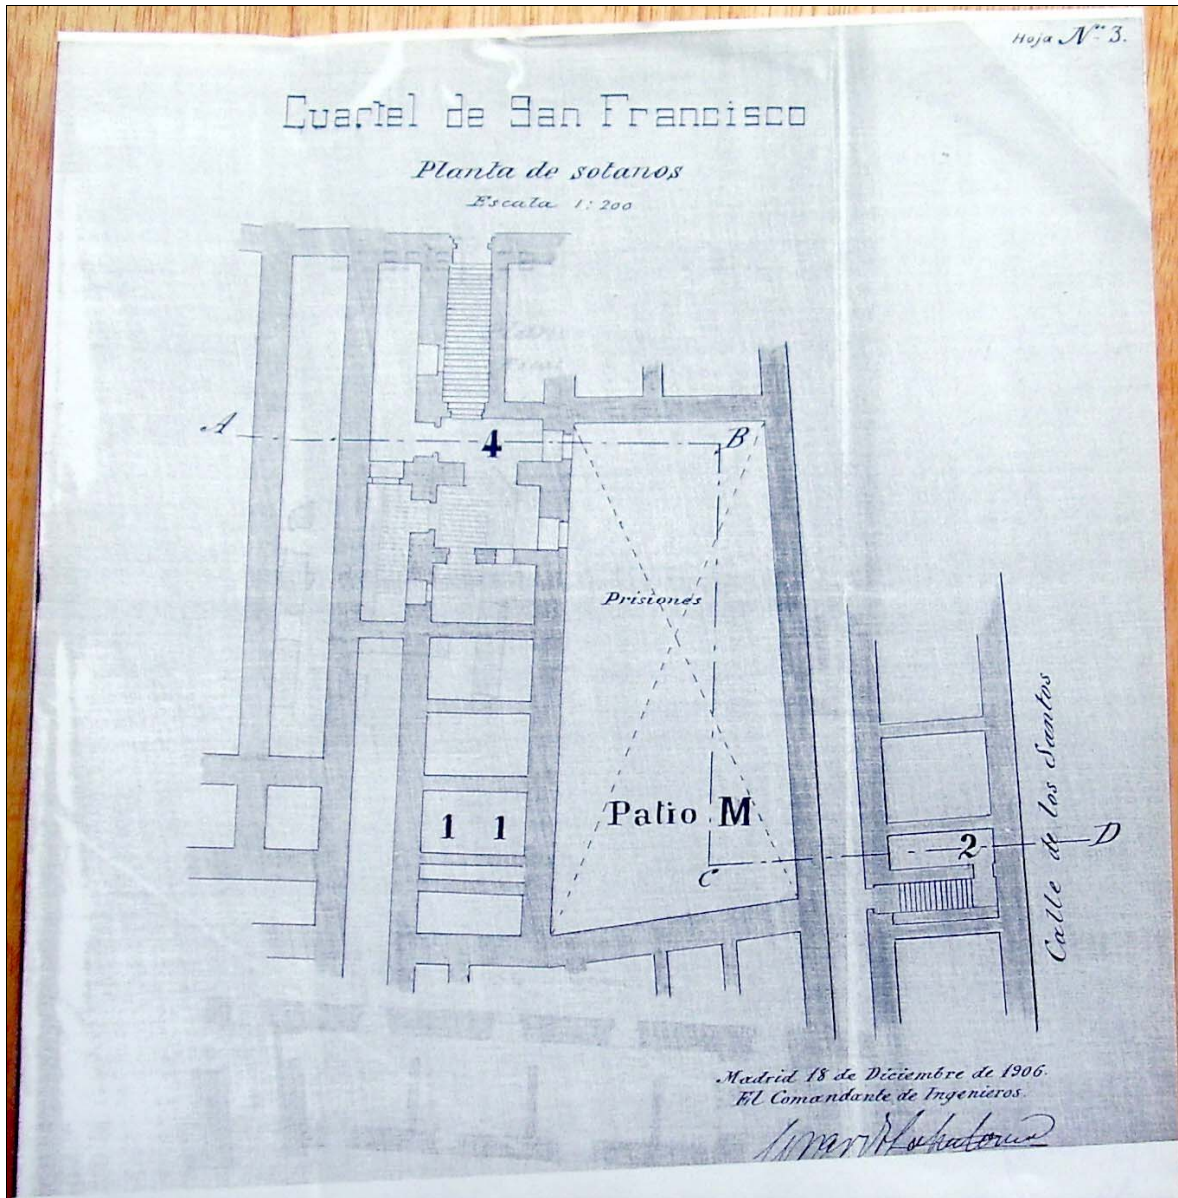 Hoja Nº 3.
Cuartel de San Francisco
Planta de sotanos
Escala 1:200
A
4
B
Prisiones
Patio M
1 1
2
C
D
Calle de los Santos
Madrid 18 de Diciembre de 1906.
El Comandante de Ingenieros.